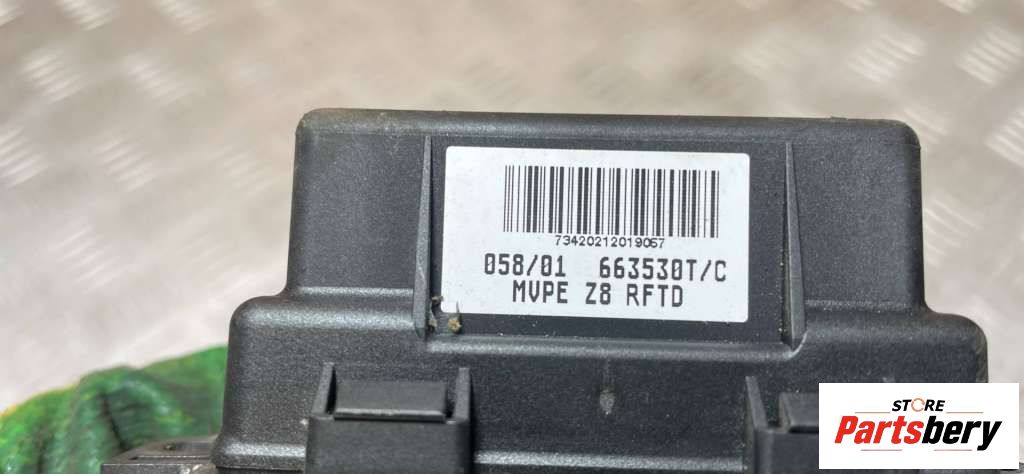 73420212019057
058/01 663530T/C
MVPE Z8 RFTD
STORE
Partsbery